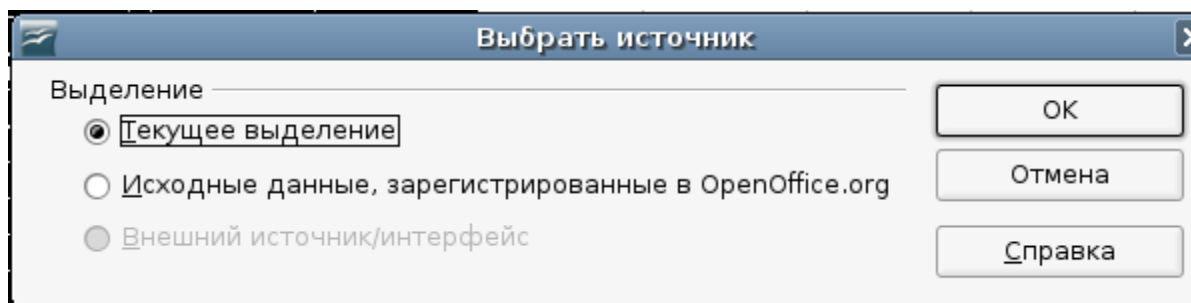 Выбрать источник
Выделение
Текущее выделение
Исходные данные, зарегистрированные в OpenOffice.org
Внешний источник/интерфейс
OK
Отмена
Справка